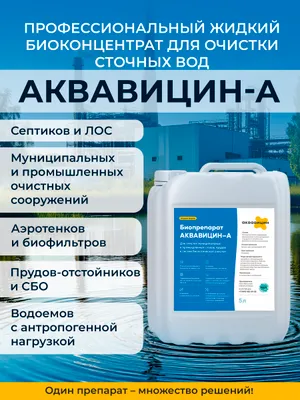 ПРОФЕССИОНАЛЬНЫЙ ЖИДКИЙ
БИОКОНЦЕНТРАТ ДЛЯ ОЧИСТКИ
СТОЧНЫХ ВОД
АКВАВИЦИН-А
Септиков и ЛОС
Муниципальных
и промышленных
очистных
сооружений
Аэротенков
и биофильтров
Прудов-отстойников
и СБО
Водоемов
с антропогенной
нагрузкой
Биопрепарат
АКВАВИЦИН-А
АКВАВИЦИН
5 л
Один препарат – множество решений!